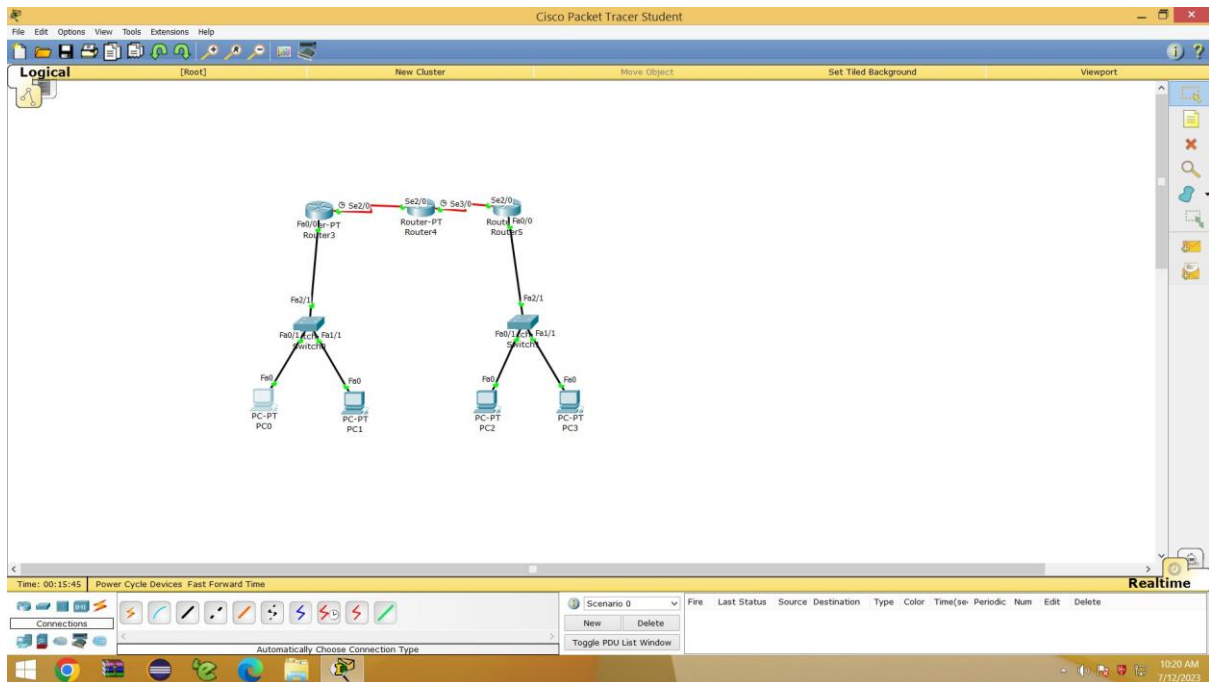 Cisco Packet Tracer Student
File Edit Options View Tools Extensions Help
Logical [Root] New Cluster Move Object Set Tiled Background Viewport
Se2/0 Se2/0 Se3/0 Se2/0
Fa0/0 r-PT Router-PT Route Fa0/0
Router3 Router4 Router5
Fa2/1 Fa2/1
Fa0/1 Fa1/1 Fa0/1 Fa1/1
Fa0 Fa0 Fa0 Fa0
PC-PT PC-PT PC-PT PC-PT
PC0 PC1 PC2 PC3
Time: 00:15:45 Power Cycle Devices Fast Forward Time Realtime
Scenario 0 Fire Last Status Source Destination Type Color Time(se Periodic Num Edit Delete
Connections New Delete
Toggle PDU List Window
Automatically Choose Connection Type
10:20 AM
7/12/2023